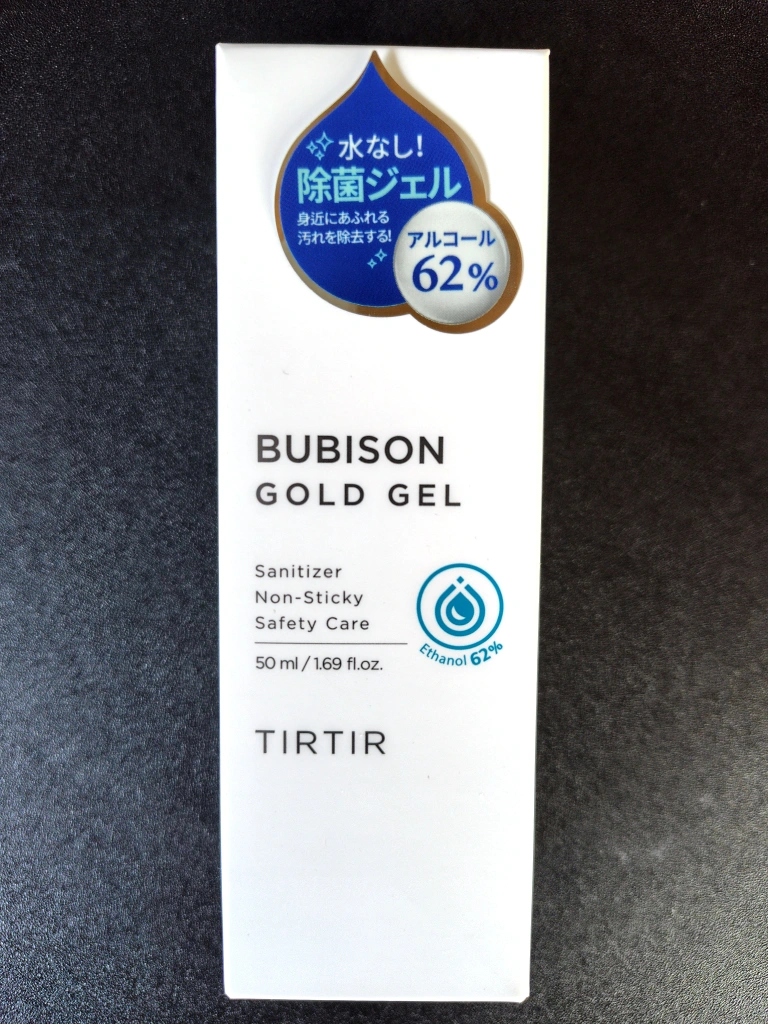 水なし!
除菌ジェル
身近にあふれる
汚れを除去する!
アルコール
62%
BUBISON
GOLD GEL
Sanitizer
Non-Sticky
Safety Care
50 ml / 1.69 fl.oz.
Ethanol 62%
TIRTIR